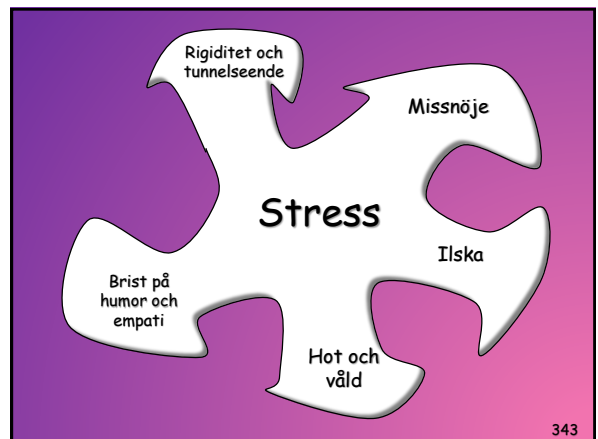 Rigiditet och
tunnelseende
Missnöje
Stress
Ilska
Brist på
humor och
empati
Hot och
våld
343